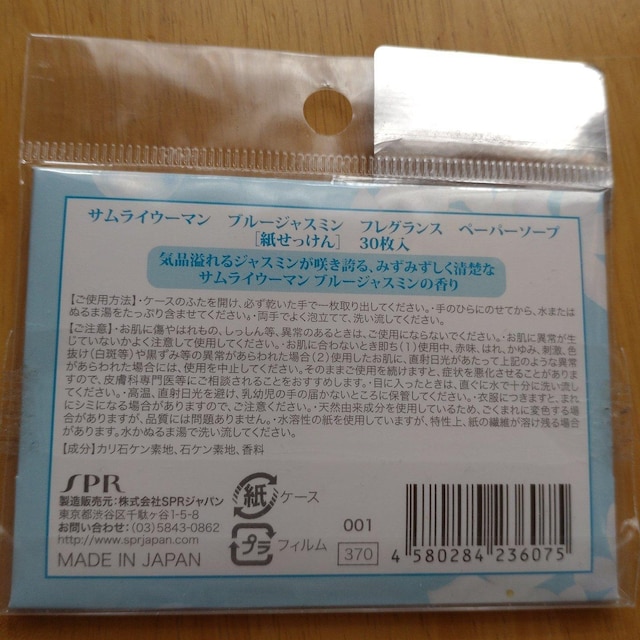 サムライウーマン ブルージャスミン フレグランス ペーパーソープ
[紙せっけん] 30枚入
気品溢れるジャスミンが咲き誇る、みずみずしく清楚な
サムライウーマン ブルージャスミンの香り
【ご使用方法】・ケースのふたを開け、必ず乾いた手で一枚取り出してください。・手のひらにのせてから、水または
ぬるま湯をたっぷり含ませてください。・両手でよく泡立てて、洗い流してください。
【ご注意】・お肌に傷やはれもの、しっしん等、異常のあるときは、ご使用にならないでください。・お肌に異常が生
じていないかよく注意して使用してください。・お肌に合わないとき即ち(1)使用中、赤味、はれ、かゆみ、刺激、色
抜け(白斑等)や黒ずみ等の異常があらわれた場合(2)使用したお肌に、直射日光があたって上記のような異常
があらわれた場合には、使用を中止してください。そのままご使用を続けますと、症状を悪化させることがありま
すので、皮膚科専門医等にご相談されることをおすすめします。・目に入ったときは、直ぐに水で十分に洗い流し
てください。・高温、直射日光を避け、乳幼児の手の届かないところに保管してください。・衣服につきますと、まれ
にシミになる場合がありますので、ご注意ください。・天然由来成分を使用しているため、ごくまれに変色する場
合がありますが、品質には問題ありません。・水溶性の紙を使用していますが、特性上、紙の繊維が溶け残る場合
があります。水かぬるま湯で洗い流してください。
【成分】カリ石ケン素地、石ケン素地、香料
SPR
製造販売元:株式会社SPRジャパン
東京都渋谷区千駄ヶ谷1-5-8
お問い合わせ:(03)5843-0862
http://www.sprjapan.com
MADE IN JAPAN
紙 ケース
プラ フィルム
001
370
4 580284 236075